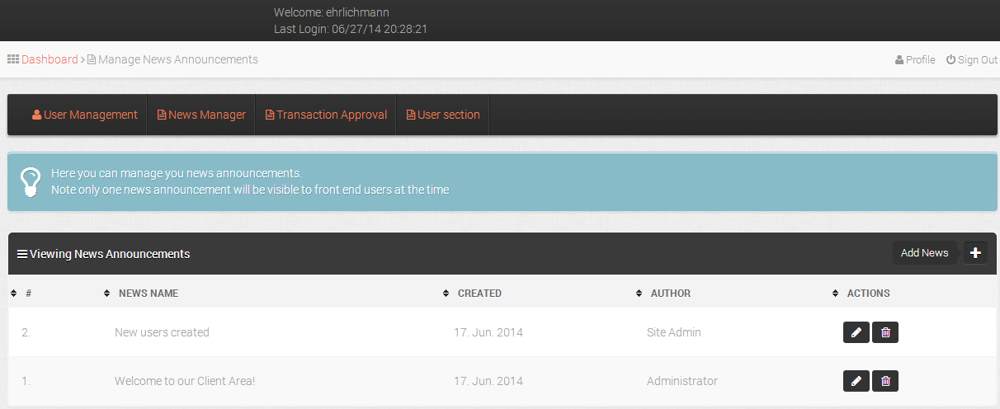 Welcome: ehrlichmann
Last Login: 06/27/14 20:28:21
Dashboard > Manage News Announcements Profile Sign Out
User Management News Manager Transaction Approval User section
Here you can manage you news announcements.
Note only one news announcement will be visible to front end users at the time
Viewing News Announcements Add News +
# NEWS NAME CREATED AUTHOR ACTIONS
2. New users created 17. Jun. 2014 Site Admin
1. Welcome to our Client Area! 17. Jun. 2014 Administrator